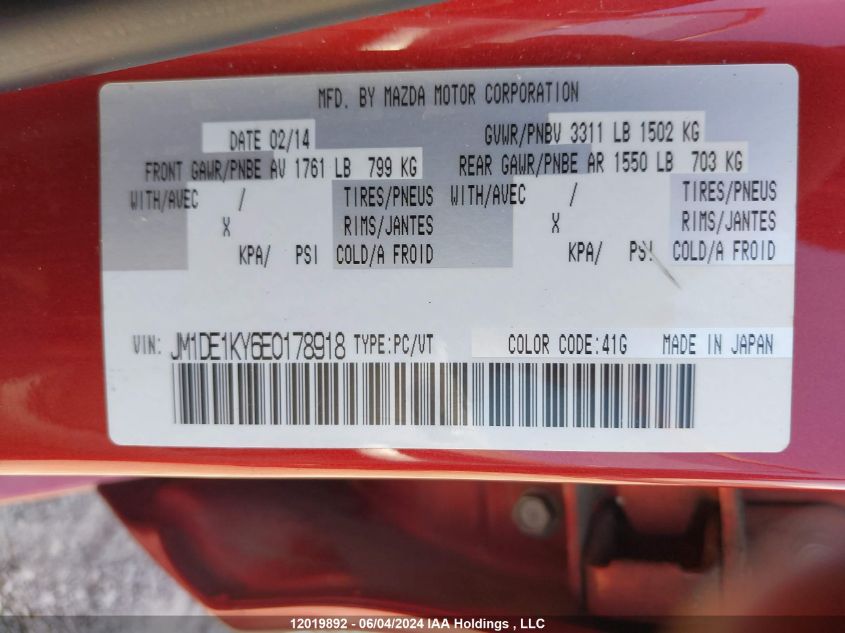 MFD. BY MAZDA MOTOR CORPORATION
DATE 02/14 GVWR/PNBV 3311 LB 1502 KG
FRONT GAWR/PNBE AV 1761 LB 799 KG REAR GAWR/PNBE AR 1550 LB 703 KG
WITH/AVEC / TIRES/PNEUS WITH/AVEC / TIRES/PNEUS
X RIMS/JANTES X RIMS/JANTES
KPA/ PSI COLD/A FROID KPA/ PSI COLD/A FROID
VIN: JM1DE1KY6E0178918 TYPE:PC/VT COLOR CODE:41G MADE IN JAPAN
12019892 - 06/04/2024 IAA Holdings , LLC